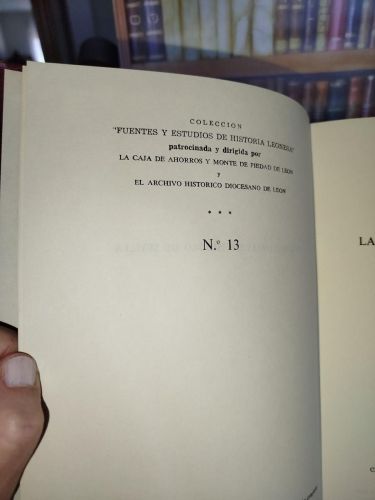 COLECCION
"FUENTES Y ESTUDIOS DE HISTORIA LEONESA"
patrocinada y dirigida por
LA CAJA DE AHORROS Y MONTE DE PIEDAD DE LEON
y
EL ARCHIVO HISTORICO DIOCESANO DE LEON
* * *
N.º 13
LA